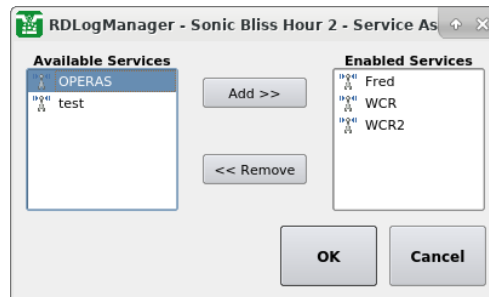 RDLogManager - Sonic Bliss Hour 2 - Service As
Available Services
OPERAS
test
Add >>
<< Remove
Enabled Services
Fred
WCR
WCR2
OK
Cancel